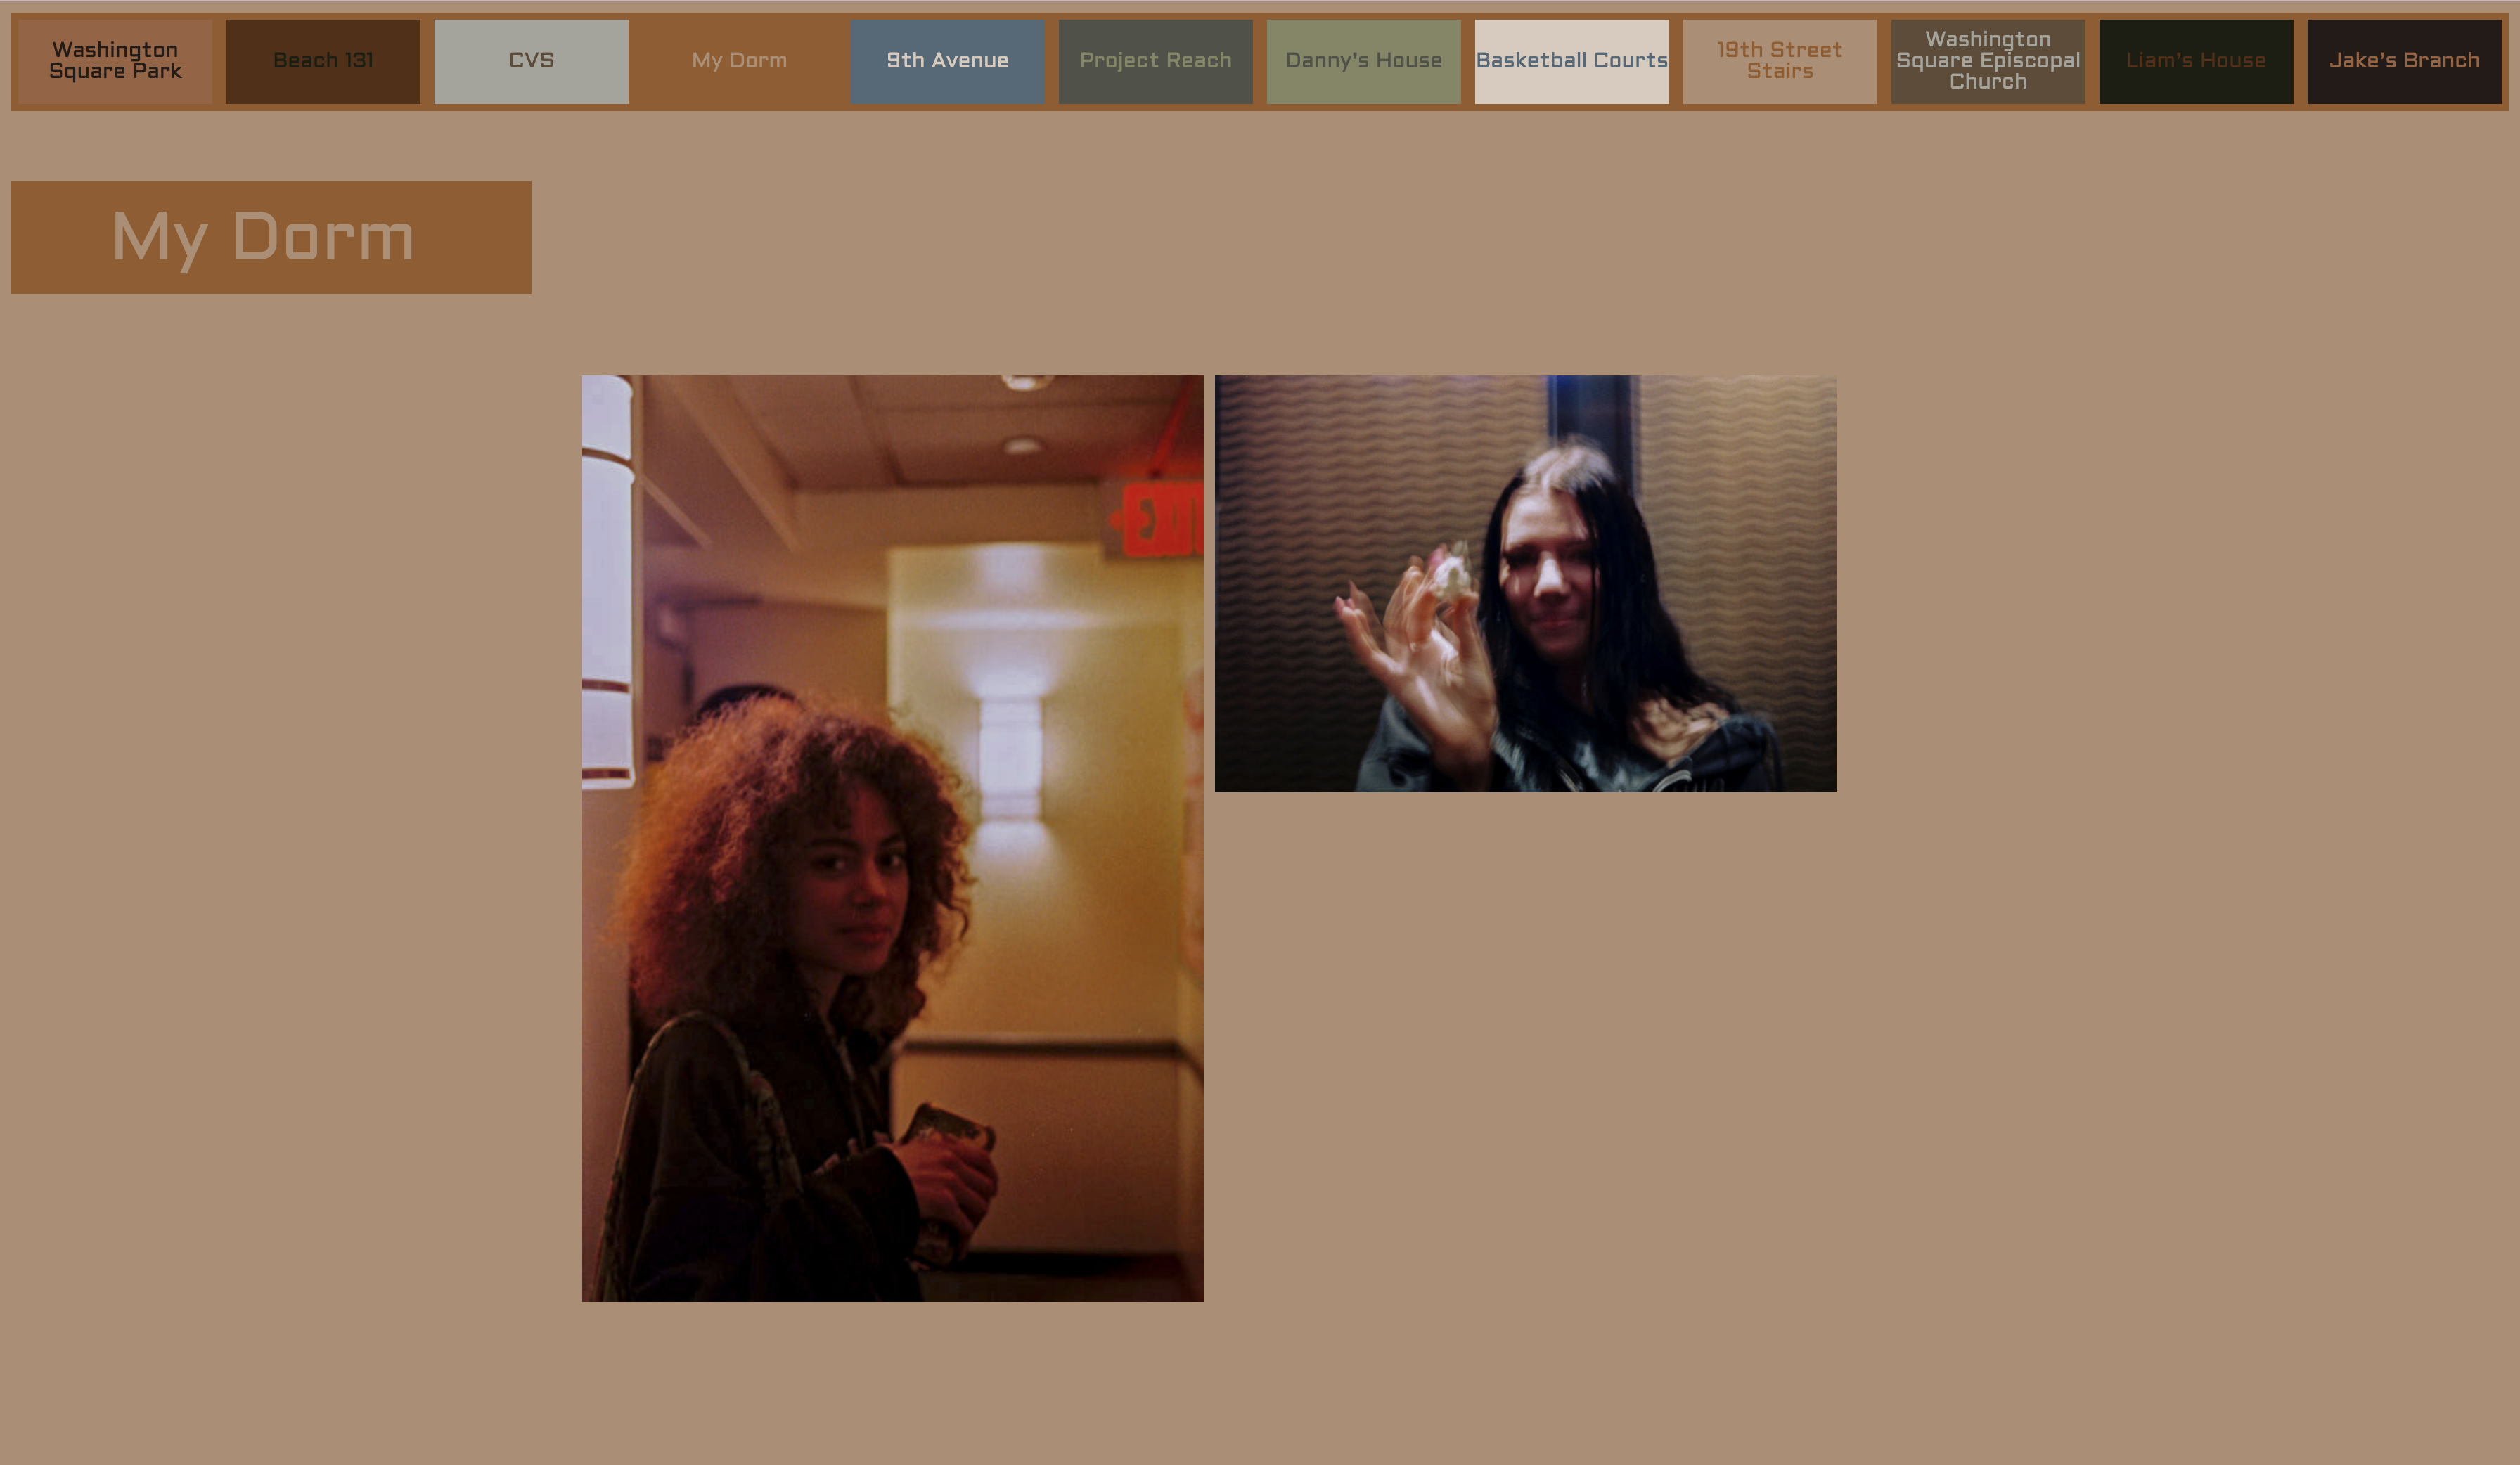 Washington
Square Park
Beach 131
CVS
My Dorm
9th Avenue
Project Reach
Danny’s House
Basketball Courts
19th Street
Stairs
Washington
Square Episcopal
Church
Liam’s House
Jake’s Branch
My Dorm
EXIT